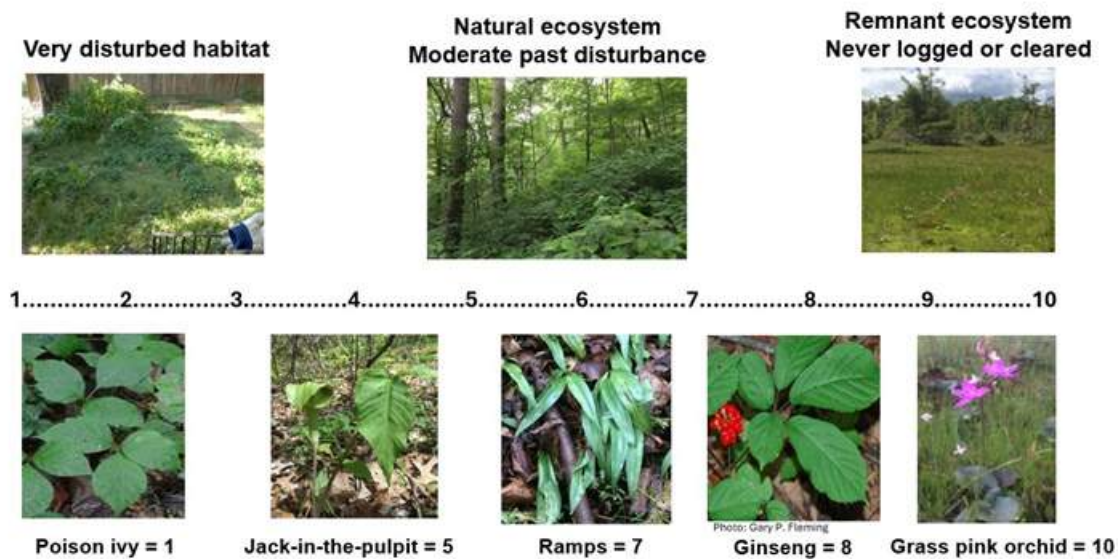 Very disturbed habitat
Natural ecosystem
Moderate past disturbance
Remnant ecosystem
Never logged or cleared
1...............2...............3...............4...............5...............6...............7...............8...............9...............10
Photo: Gary P. Fleming
Poison ivy = 1
Jack-in-the-pulpit = 5
Ramps = 7
Ginseng = 8
Grass pink orchid = 10